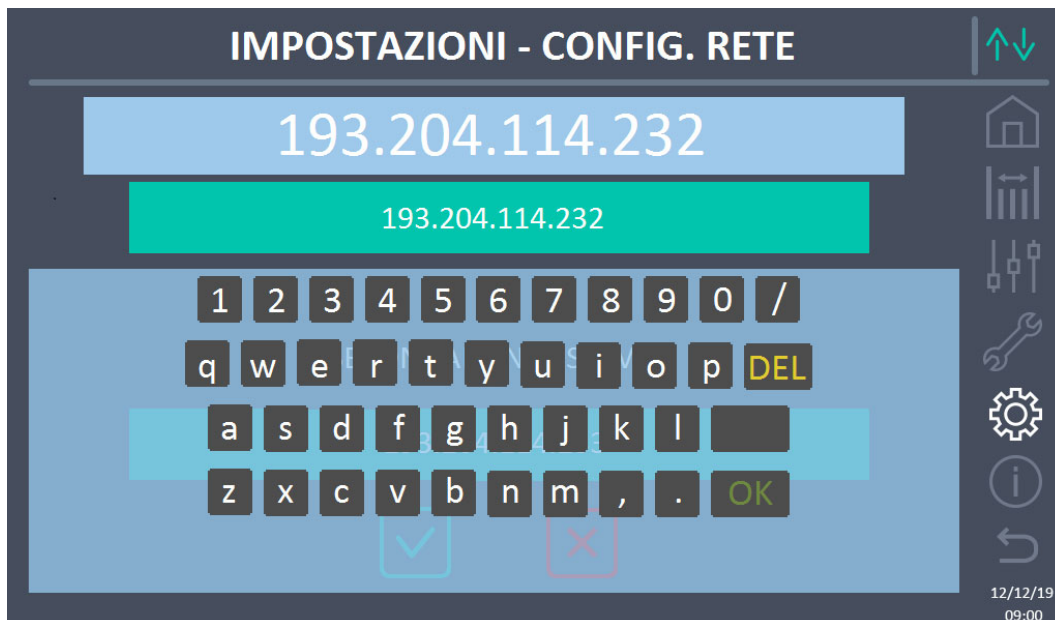 IMPOSTAZIONI - CONFIG. RETE
193.204.114.232
193.204.114.232
1 2 3 4 5 6 7 8 9 0 /
q w e r t y u i o p DEL
a s d f g h j k l
z x c v b n m , . OK
12/12/19
09:00